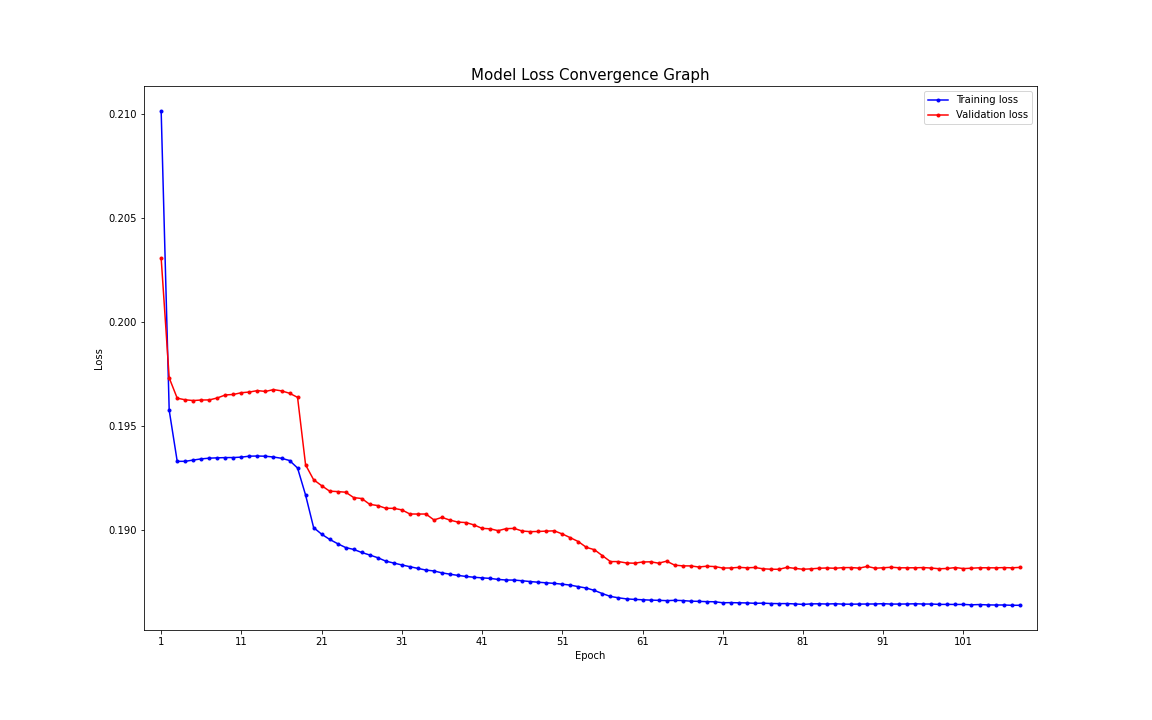 Model Loss Convergence Graph
Training loss
Validation loss
0.210
0.205
0.200
0.195
0.190
Loss
1 11 21 31 41 51 61 71 81 91 101
Epoch